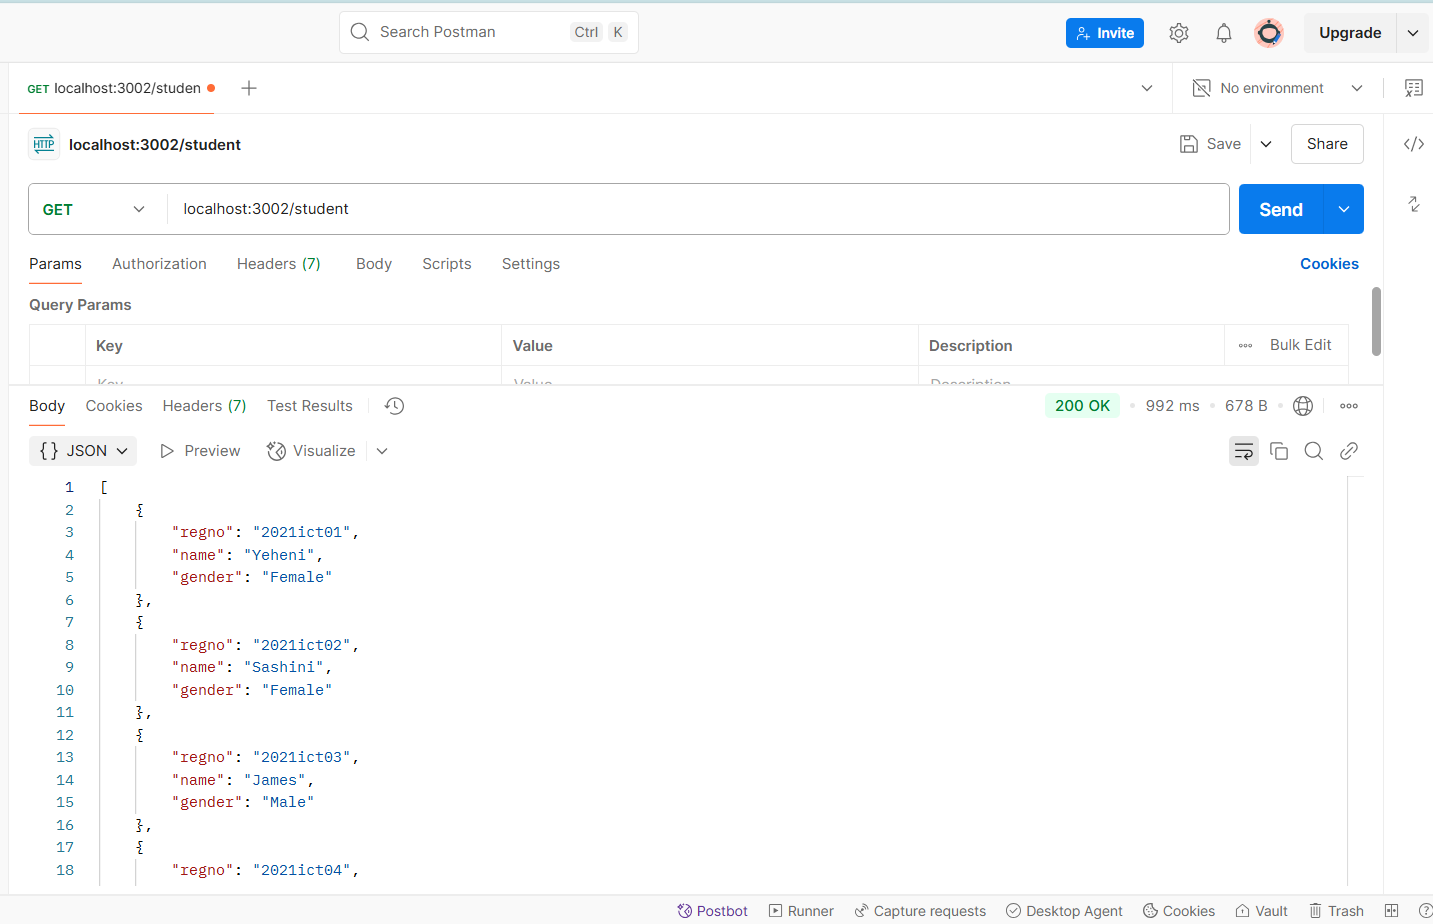 Search Postman Ctrl K Invite Upgrade
GET localhost:3002/studen No environment
HTTP localhost:3002/student Save Share
GET localhost:3002/student Send
Params Authorization Headers (7) Body Scripts Settings Cookies
Query Params
Key Value Description Bulk Edit
Key Value Description
Body Cookies Headers (7) Test Results 200 OK 992 ms 678 B
{} JSON Preview Visualize
1 [
2 {
3 "regno": "2021ict01",
4 "name": "Yeheni",
5 "gender": "Female"
6 },
7 {
8 "regno": "2021ict02",
9 "name": "Sashini",
10 "gender": "Female"
11 },
12 {
13 "regno": "2021ict03",
14 "name": "James",
15 "gender": "Male"
16 },
17 {
18 "regno": "2021ict04",
Postbot Runner Capture requests Desktop Agent Cookies Vault Trash